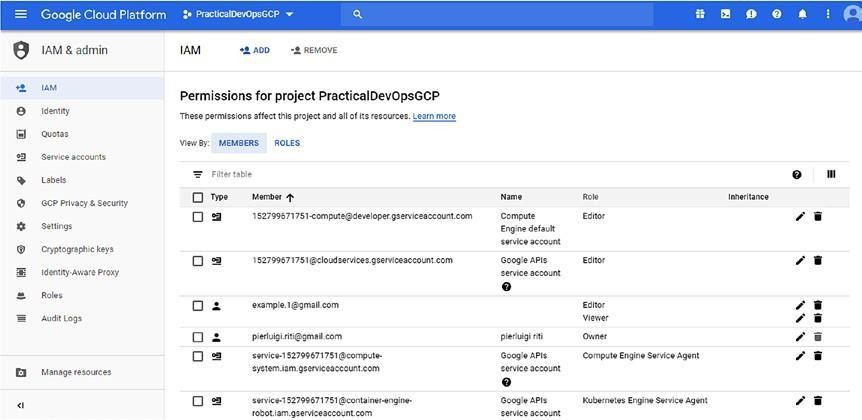 Google Cloud Platform PracticalDevOpsGCP
IAM & admin
IAM ADD REMOVE
IAM
Identity
Quotas
Service accounts
Labels
GCP Privacy & Security
Settings
Cryptographic keys
Identity-Aware Proxy
Roles
Audit Logs
Manage resources
Permissions for project PracticalDevOpsGCP
These permissions affect this project and all of its resources. Learn more
View By: MEMBERS ROLES
Filter table
Type Member Name Role Inheritance
152799671751-compute@developer.gserviceaccount.com Compute Editor
Engine default
service account
152799671751@cloudservices.gserviceaccount.com Google APIs Editor
service account
example.1@gmail.com Editor
Viewer
pierluigi.riti@gmail.com pierluigi riti Owner
service-152799671751@compute- Google APIs Compute Engine Service Agent
system.iam.gserviceaccount.com service account
service-152799671751@container-engine- Google APIs Kubernetes Engine Service Agent
robot.iam.gserviceaccount.com service account